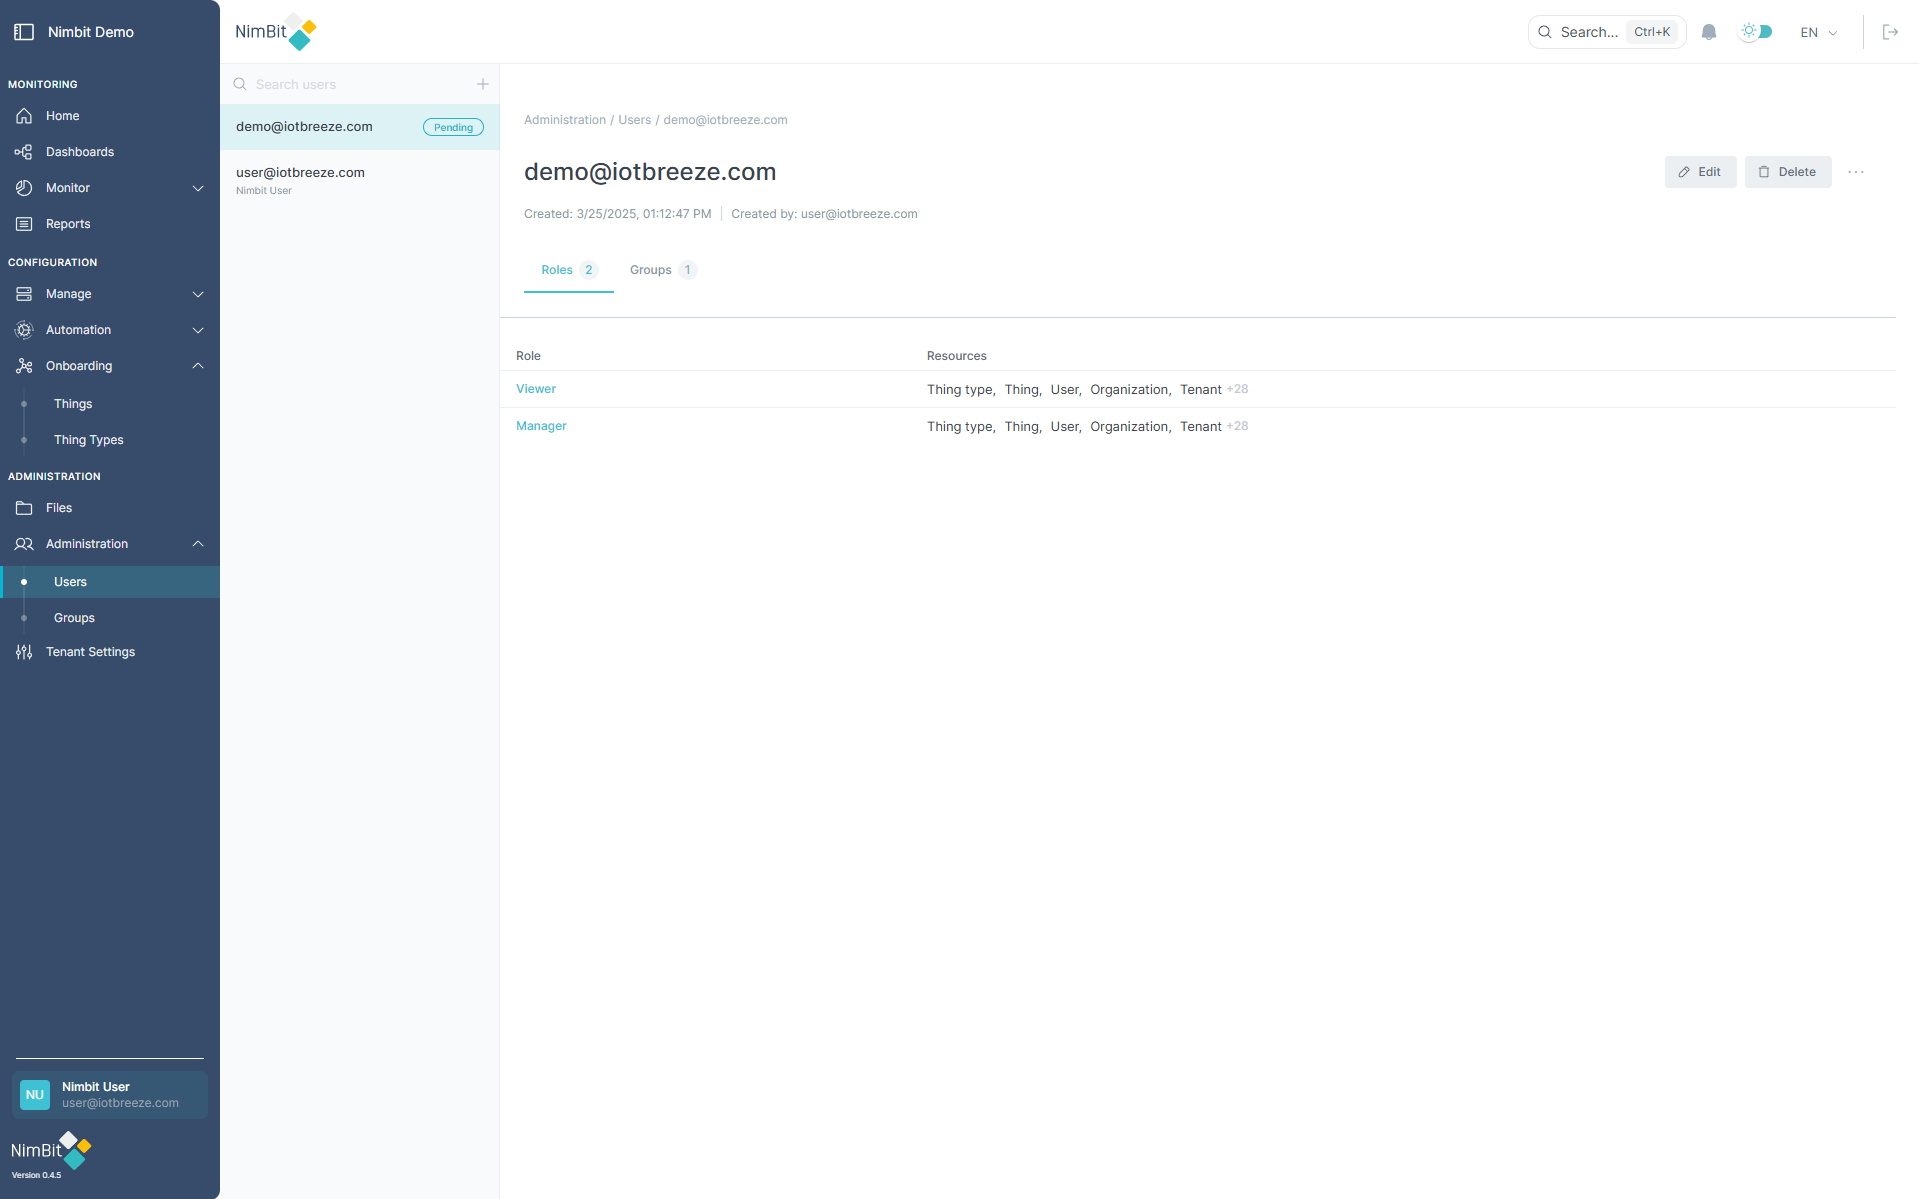 Nimbit Demo
MONITORING
Home
Dashboards
Monitor
Reports
CONFIGURATION
Manage
Automation
Onboarding
Things
Thing Types
ADMINISTRATION
Files
Administration
Users
Groups
Tenant Settings
NU
Nimbit User
user@iotbreeze.com
NimBit
Version 0.4.5
NimBit
Search... Ctrl+K
EN
Search users
demo@iotbreeze.com Pending
user@iotbreeze.com
Nimbit User
Administration / Users / demo@iotbreeze.com
demo@iotbreeze.com
Edit Delete ...
Created: 3/25/2025, 01:12:47 PM Created by: user@iotbreeze.com
Roles 2 Groups 1
Role Resources
Viewer Thing type, Thing, User, Organization, Tenant +28
Manager Thing type, Thing, User, Organization, Tenant +28